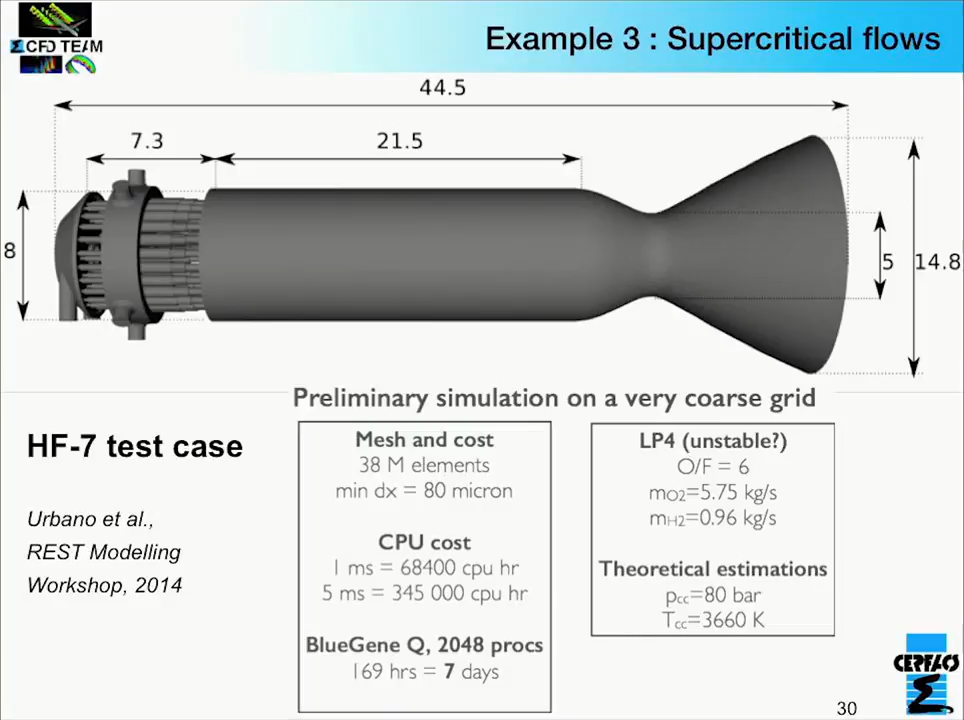 CFD TEAM
Example 3 : Supercritical flows
44.5
7.3
21.5
8
5
14.8
Preliminary simulation on a very coarse grid
HF-7 test case
Urbano et al.,
REST Modelling
Workshop, 2014
Mesh and cost
38 M elements
min dx = 80 micron
CPU cost
1 ms = 68400 cpu hr
5 ms = 345 000 cpu hr
BlueGene Q, 2048 procs
169 hrs = 7 days
LP4 (unstable?)
O/F = 6
mO2=5.75 kg/s
mH2=0.96 kg/s
Theoretical estimations
pcc=80 bar
Tcc=3660 K
CERFACS
30